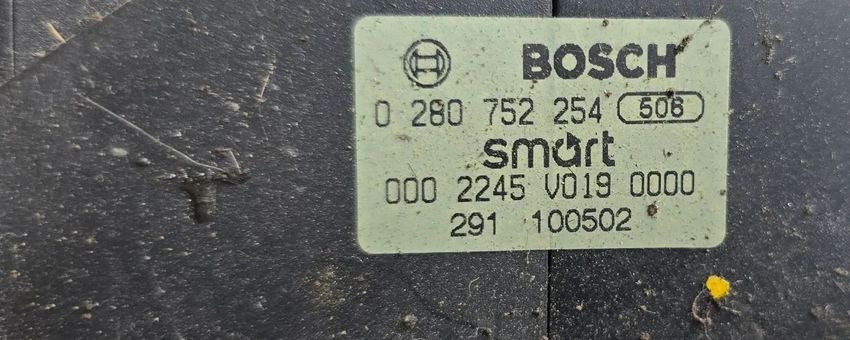 BOSCH
0 280 752 254 506
smart
000 2245 V019 0000
291 100502